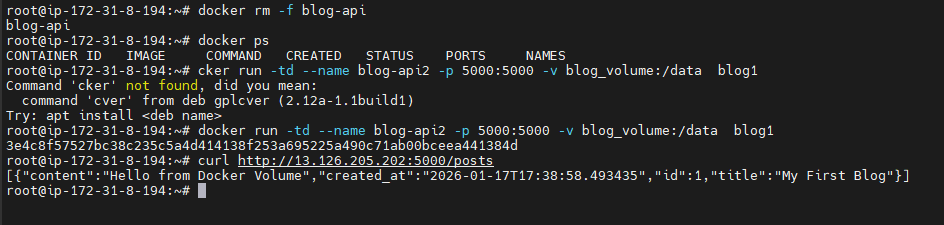 root@ip-172-31-8-194:~# docker rm -f blog-api
blog-api
root@ip-172-31-8-194:~# docker ps
CONTAINER ID   IMAGE     COMMAND   CREATED   STATUS    PORTS     NAMES
root@ip-172-31-8-194:~# cker run -td --name blog-api2 -p 5000:5000 -v blog_volume:/data  blog1
Command 'cker' not found, did you mean:
  command 'cver' from deb gplcver (2.12a-1.1build1)
Try: apt install <deb name>
root@ip-172-31-8-194:~# docker run -td --name blog-api2 -p 5000:5000 -v blog_volume:/data  blog1
3e4c8f57527bc38c235c5a4d414138f253a695225a490c71ab00bceea441384d
root@ip-172-31-8-194:~# curl http://13.126.205.202:5000/posts
[{"content":"Hello from Docker Volume","created_at":"2026-01-17T17:38:58.493435","id":1,"title":"My First Blog"}]
root@ip-172-31-8-194:~#